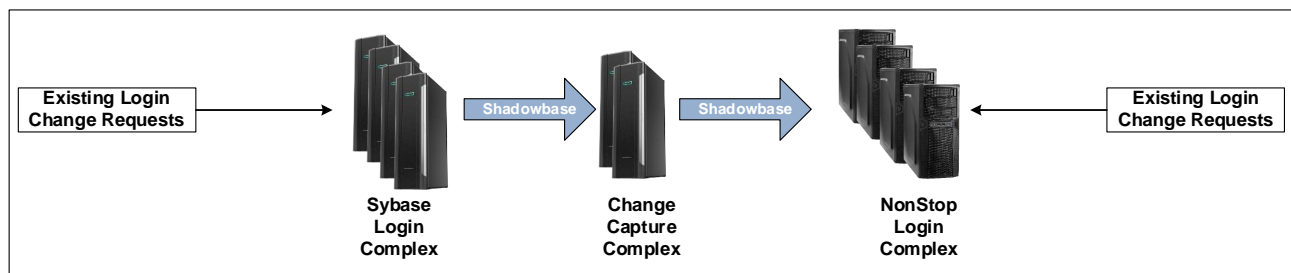 Existing Login
Change Requests
Shadowbase
Shadowbase
Existing Login
Change Requests
Sybase
Login
Complex
Change
Capture
Complex
NonStop
Login
Complex